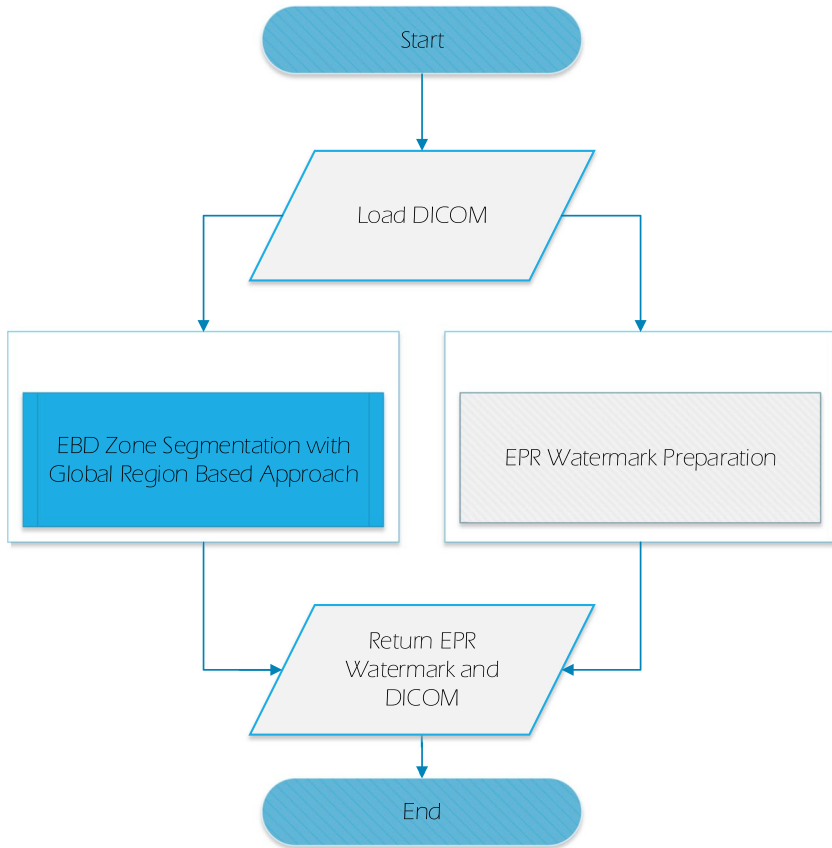 Start
Load DICOM
EBD Zone Segmentation with
Global Region Based Approach
EPR Watermark Preparation
Return EPR
Watermark and
DICOM
End